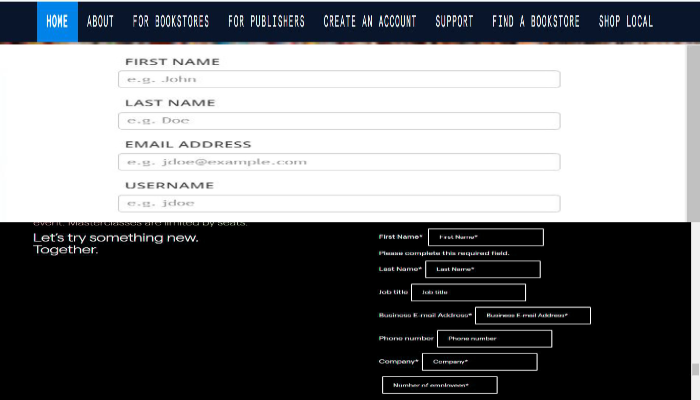 HOME ABOUT FOR BOOKSTORES FOR PUBLISHERS CREATE AN ACCOUNT SUPPORT FIND A BOOKSTORE SHOP LOCAL
FIRST NAME
e.g. John
LAST NAME
e.g. Doe
EMAIL ADDRESS
e.g. jdoe@example.com
USERNAME
e.g. jdoe
event. Masterclasses are limited by seats.
Let's try something new.
Together.
First Name* First Name*
Please complete this required field.
Last Name* Last Name*
Job title Job title
Business E-mail Address* Business E-mail Address*
Phone number Phone number
Company* Company*
Number of employees*